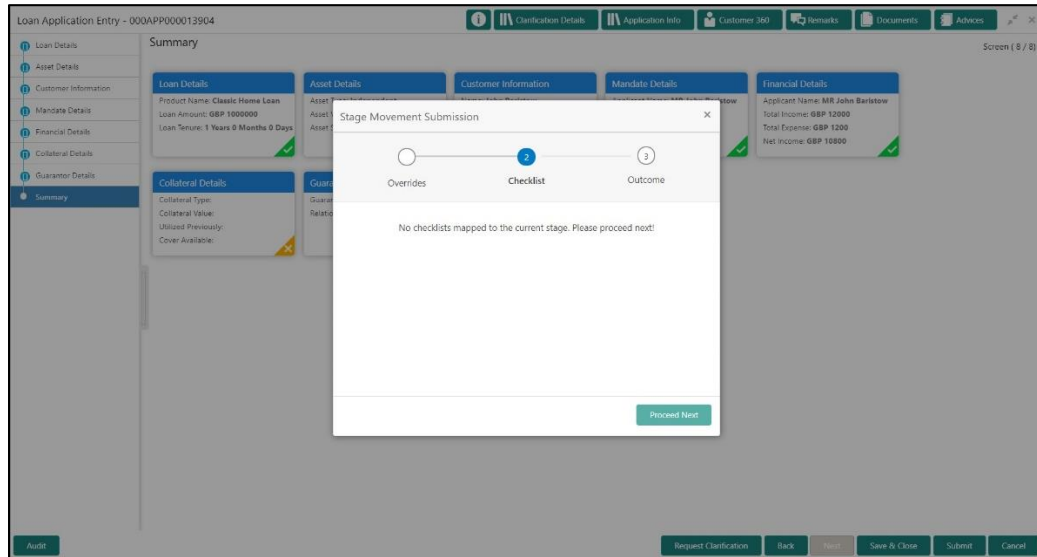 Loan Application Entry - 000APP000013904
Clarification Details
Application Info
Customer 360
Remarks
Documents
Advices
Loan Details
Asset Details
Customer Information
Mandate Details
Financial Details
Collateral Details
Guarantor Details
Summary
Summary
Screen ( 8 / 8)
Loan Details
Product Name: Classic Home Loan
Loan Amount: GBP 1000000
Loan Tenure: 1 Years 0 Months 0 Days
Asset Details
Customer Information
Mandate Details
Financial Details
Applicant Name: MR John Baristow
Total Income: GBP 12000
Total Expense: GBP 1200
Net Income: GBP 10800
Collateral Details
Collateral Type:
Collateral Value:
Utilized Previously:
Cover Available:
Stage Movement Submission
2
3
Overrides
Checklist
Outcome
No checklists mapped to the current stage. Please proceed next!
Proceed Next
Audit
Request Clarification
Back
Next
Save & Close
Submit
Cancel